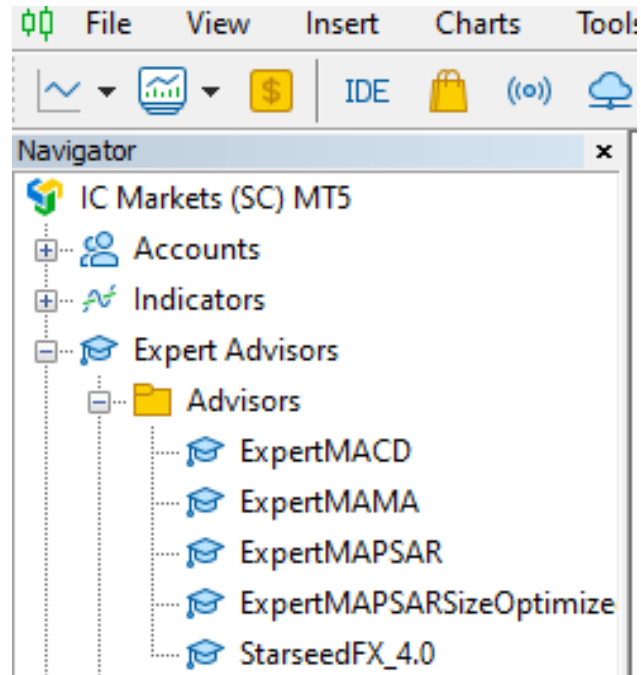 File View Insert Charts Tools
IDE
Navigator
IC Markets (SC) MT5
Accounts
Indicators
Expert Advisors
Advisors
ExpertMACD
ExpertMAMA
ExpertMAPSAR
ExpertMAPSARSizeOptimize
StarseedFX_4.0